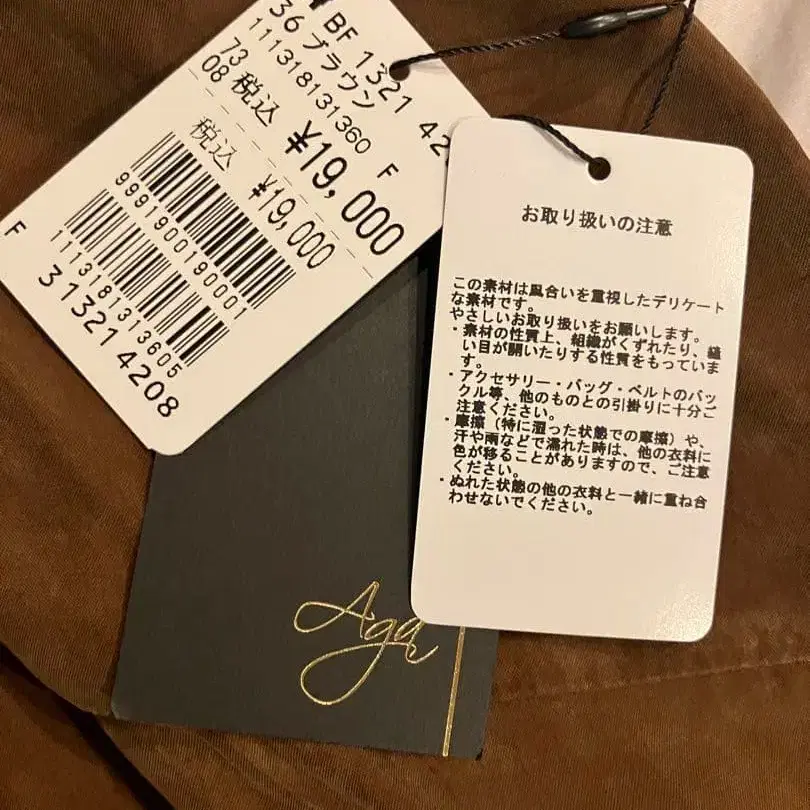 BF 1321 42
36 ブラウン
111318131360 F
73
08 税込 ¥19,000
税込 ¥19,000
9991900190001
1113181313605
F 313214208
お取り扱いの注意
この素材は風合いを重視したデリケート
な素材です。
やさしいお取り扱いをお願いします。
・素材の性質上、組織がくずれたり、縫
い目が開いたりする性質をもっていま
す。
・アクセサリー・バッグ・ベルトのバッ
クル等、他のものとの引掛りに十分ご
注意ください。
・摩擦（特に湿った状態での摩擦）や、
汗や雨などで濡れた時は、他の衣料に
色が移ることがありますので、ご注意
ください。
・ぬれた状態の他の衣料と一緒に重ね合
わせないでください。
Aga